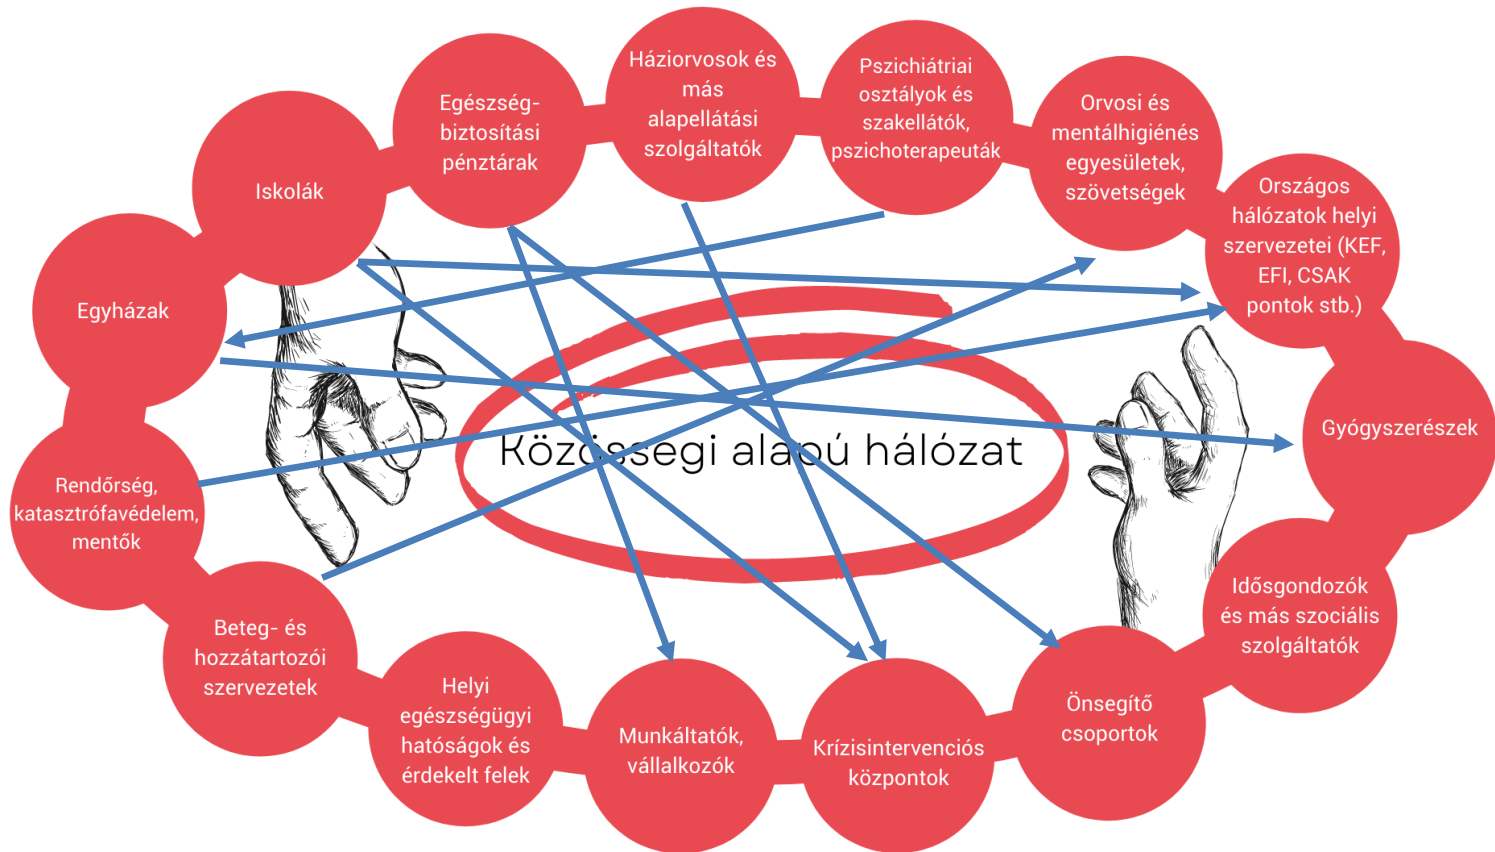 Háziorvosok és
más
alapellátási
szolgáltatók
Pszichiátriai
osztályok és
szakellátók,
pszichoterapeuták
Orvosi és
mentálhigiénés
egyesületek,
szövetségek
Országos
hálózatok helyi
szervezetei (KEF,
EFI, CSAK
pontok stb.)
Gyógyszerészek
Idősgondozók
és más szociális
szolgáltatók
Önsegítő
csoportok
Krízisintervenciós
központok
Munkáltatók,
vállalkozók
Helyi
egészségügyi
hatóságok és
érdekelt felek
Beteg- és
hozzátartozói
szervezetek
Rendőrség,
katasztrófavédelem,
mentők
Egyházak
Iskolák
Egészség-
biztosítási
pénztárak
Közösségi alapú hálózat